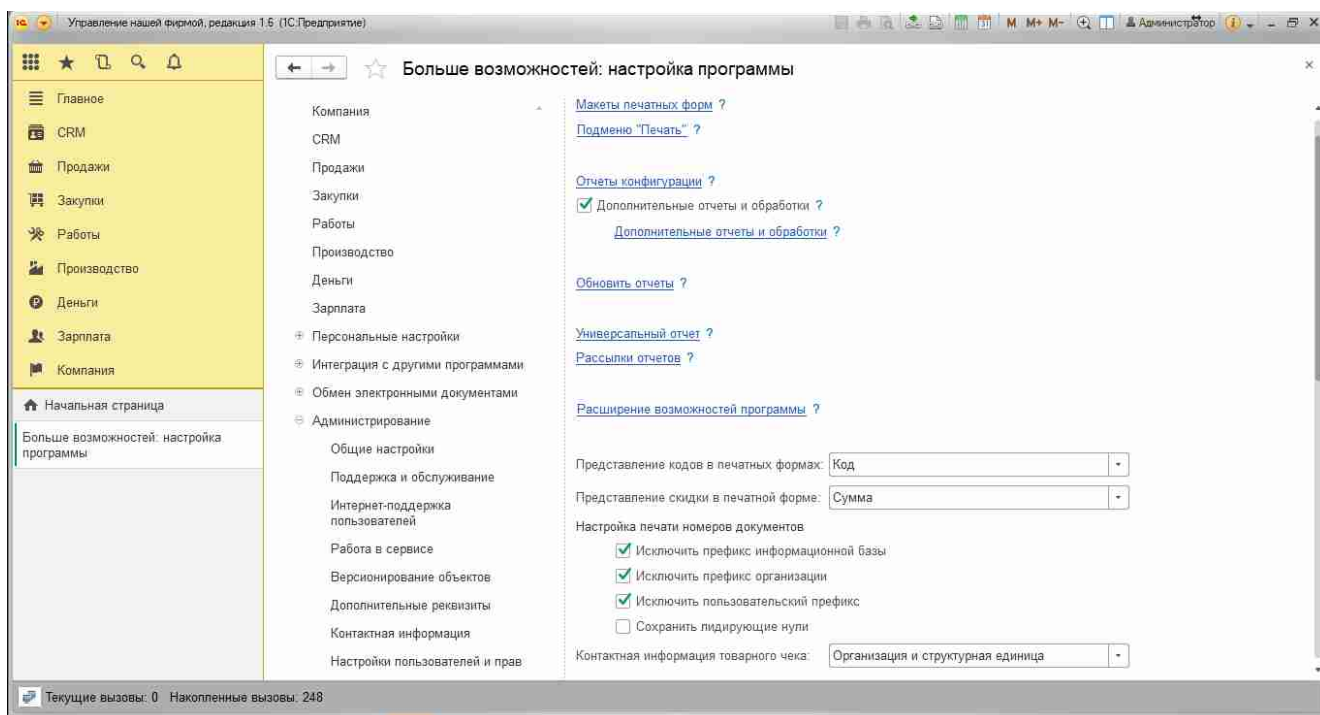 Управление нашей фирмой, редакция 1.6 (1С:Предприятие)
M M+ M- Администратор
Больше возможностей: настройка программы
Главное
CRM
Продажи
Закупки
Работы
Производство
Деньги
Зарплата
Компания
Начальная страница
Больше возможностей: настройка
программы
Компания
CRM
Продажи
Закупки
Работы
Производство
Деньги
Зарплата
Персональные настройки
Интеграция с другими программами
Обмен электронными документами
Администрирование
Общие настройки
Поддержка и обслуживание
Интернет-поддержка
пользователей
Работа в сервисе
Версионирование объектов
Дополнительные реквизиты
Контактная информация
Настройки пользователей и прав
Макеты печатных форм ?
Подменю "Печать" ?
Отчеты конфигурации ?
Дополнительные отчеты и обработки ?
Дополнительные отчеты и обработки ?
Обновить отчеты ?
Универсальный отчет ?
Рассылки отчетов ?
Расширение возможностей программы ?
Представление кодов в печатных формах: Код
Представление скидки в печатной форме: Сумма
Настройка печати номеров документов
Исключить префикс информационной базы
Исключить префикс организации
Исключить пользовательский префикс
Сохранить лидирующие нули
Контактная информация товарного чека: Организация и структурная единица
Текущие вызовы: 0 Накопленные вызовы: 248